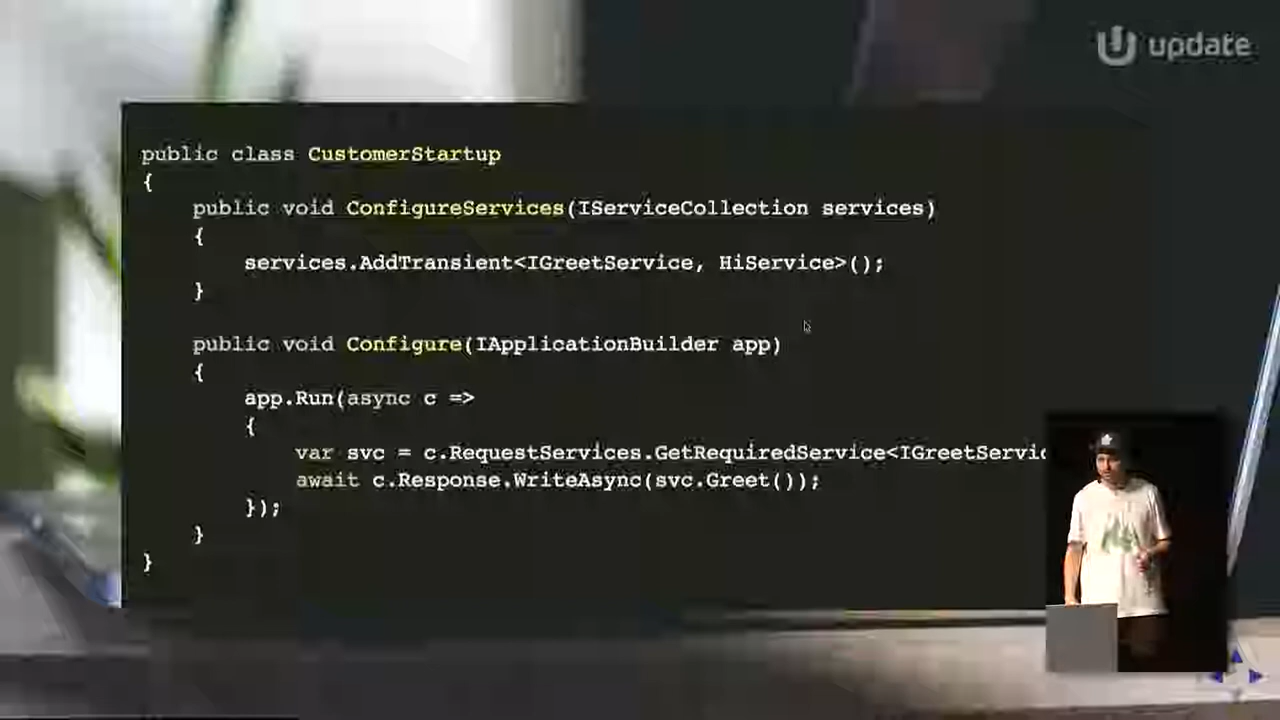 update
public class CustomerStartup
{
    public void ConfigureServices(IServiceCollection services)
    {
        services.AddTransient<IGreetService, HiService>();
    }

    public void Configure(IApplicationBuilder app)
    {
        app.Run(async c =>
        {
            var svc = c.RequestServices.GetRequiredService<IGreetServic
            await c.Response.WriteAsync(svc.Greet());
        });
    }
}